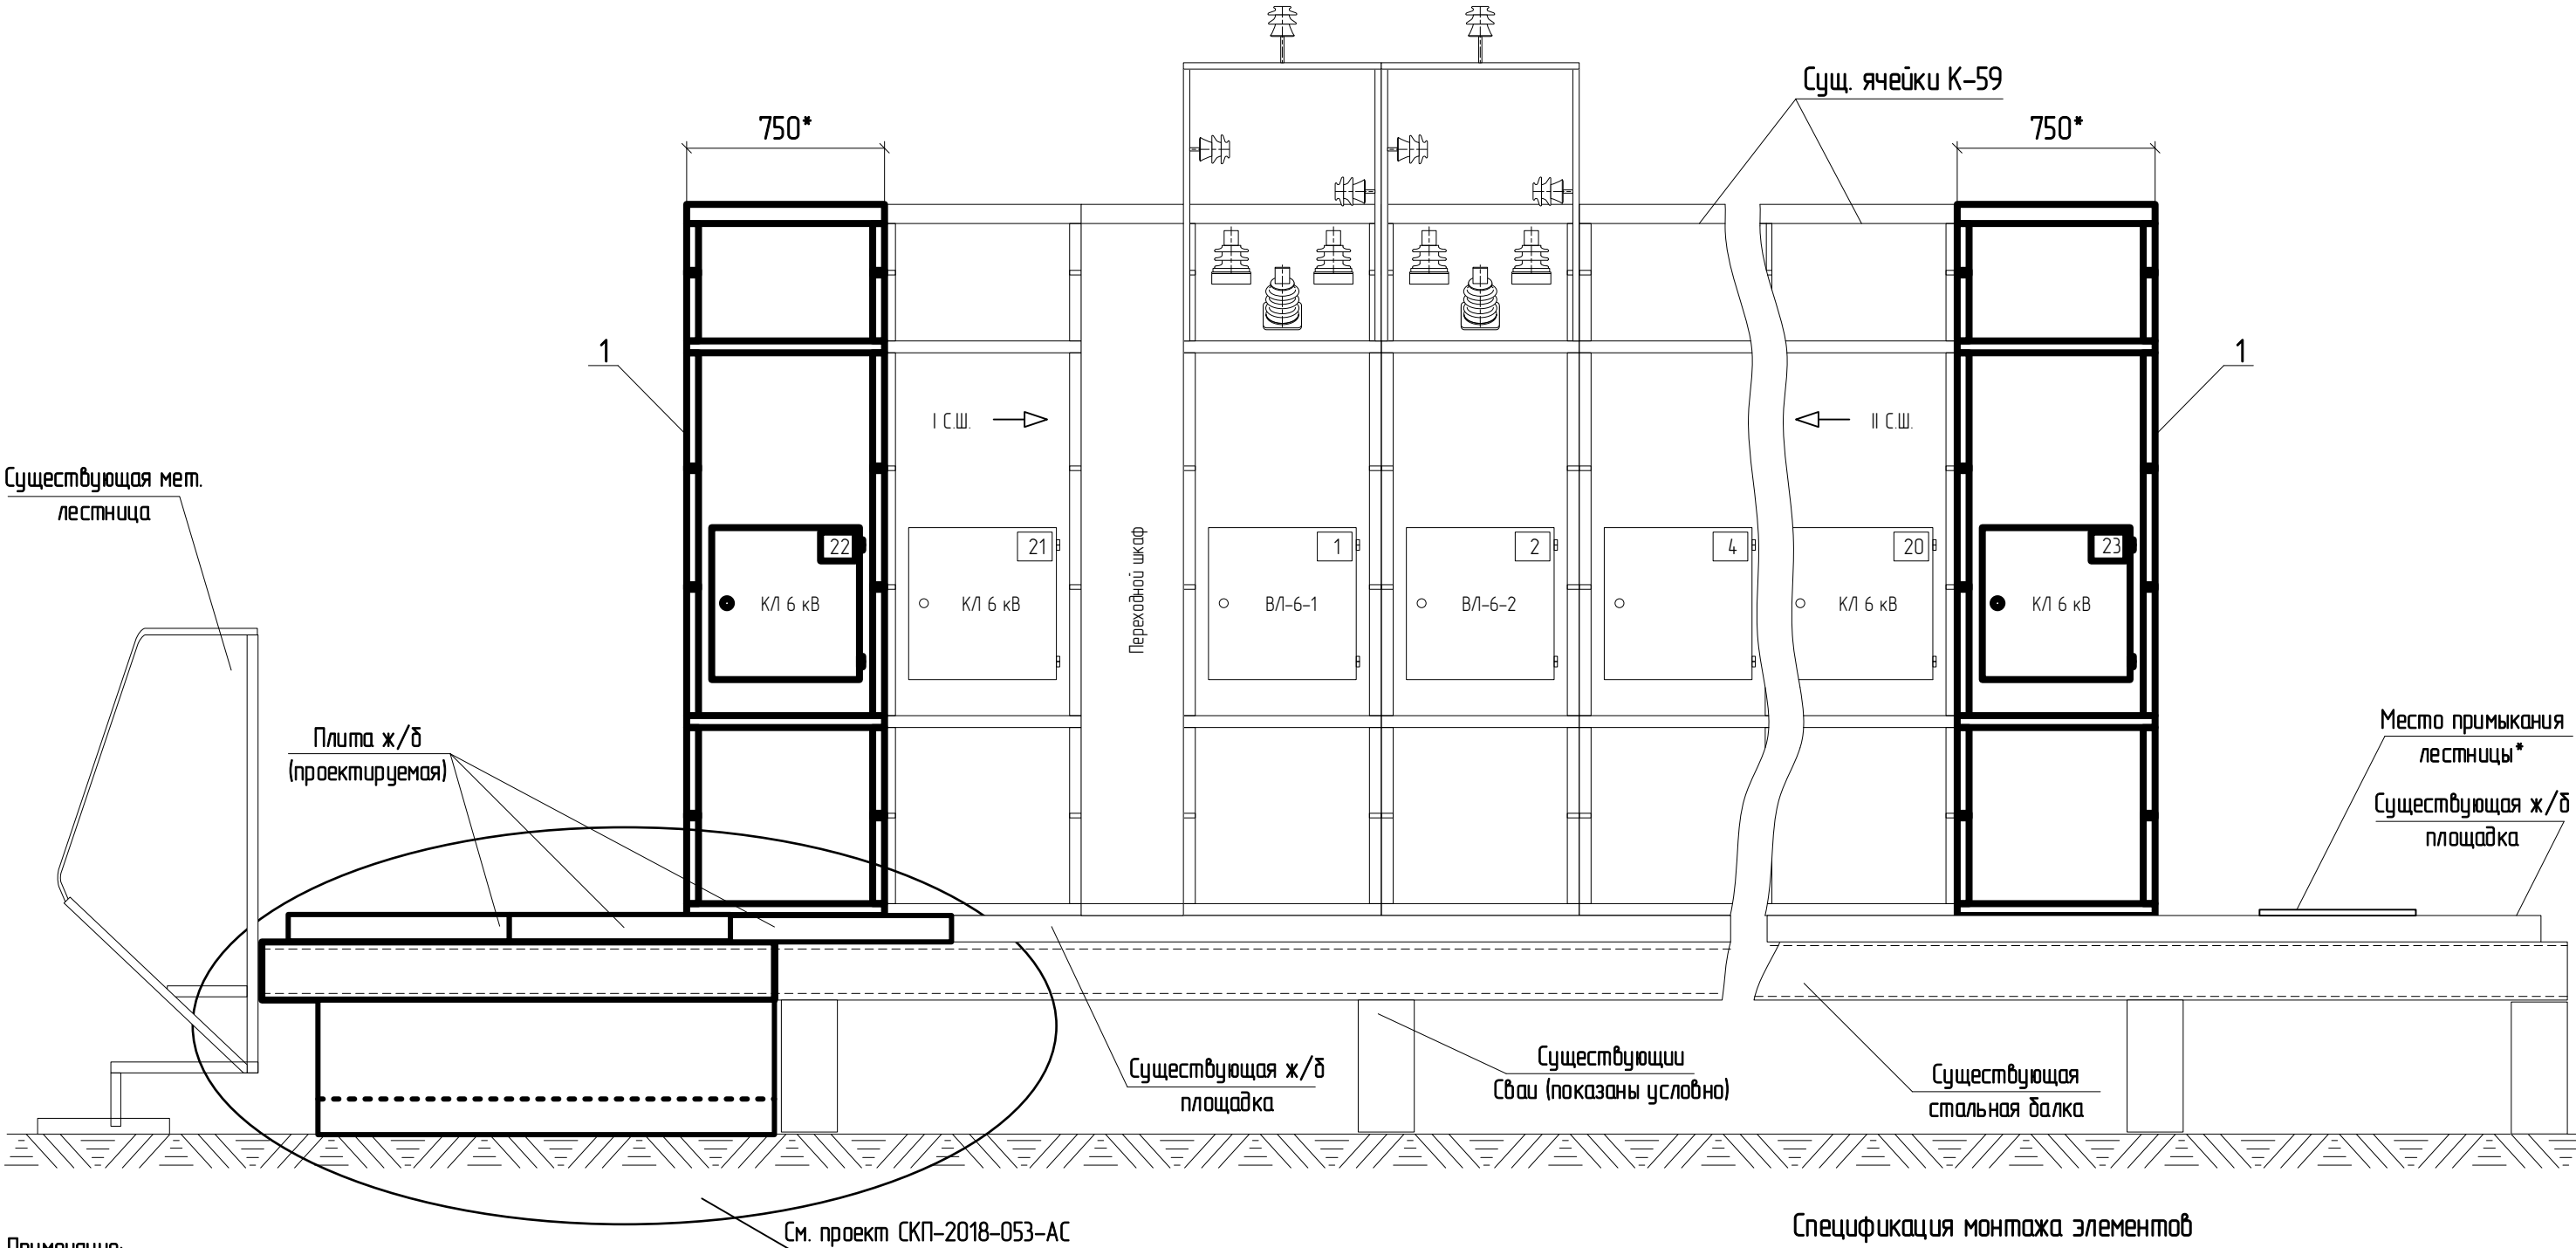 Сущ. ячейки К-59
750*
750*
1
1
I С.Ш.
II С.Ш.
Существующая мет.
лестница
22
КЛ 6 кВ
21
КЛ 6 кВ
Переходной шкаф
1
ВЛ-6-1
2
ВЛ-6-2
4
20
КЛ 6 кВ
23
КЛ 6 кВ
Плита ж/б
(проектируемая)
Место примыкания
лестницы*
Существующая ж/б
площадка
Существующая ж/б
площадка
Существующии
Сваи (показаны условно)
Существующая
стальная балка
См. проект СКП-2018-053-АС
Спецификация монтажа элементов